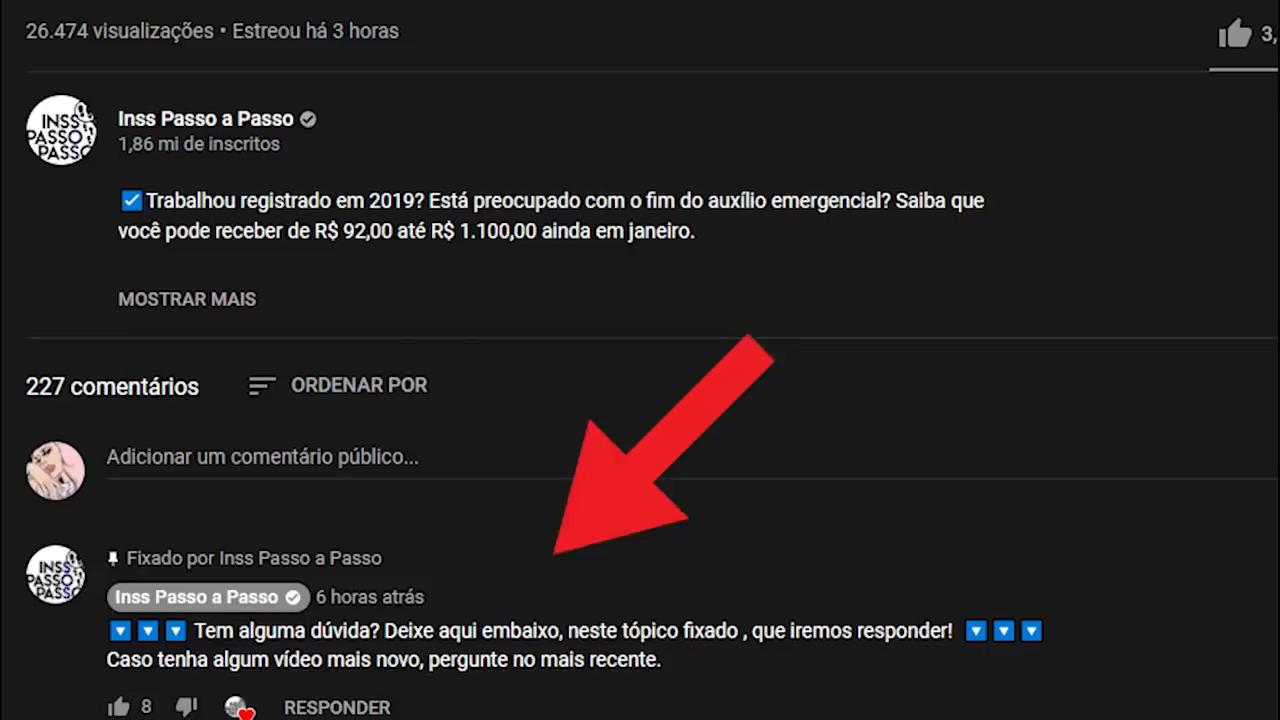 26.474 visualizações • Estreou há 3 horas
3,
INSS
PASSO
PASSO
Inss Passo a Passo
1,86 mi de inscritos
Trabalhou registrado em 2019? Está preocupado com o fim do auxílio emergencial? Saiba que
você pode receber de R$ 92,00 até R$ 1.100,00 ainda em janeiro.
MOSTRAR MAIS
227 comentários
ORDENAR POR
Adicionar um comentário público...
INSS
PASSO
PASSO
Fixado por Inss Passo a Passo
Inss Passo a Passo
6 horas atrás
Tem alguma dúvida? Deixe aqui embaixo, neste tópico fixado , que iremos responder!
Caso tenha algum vídeo mais novo, pergunte no mais recente.
8
RESPONDER